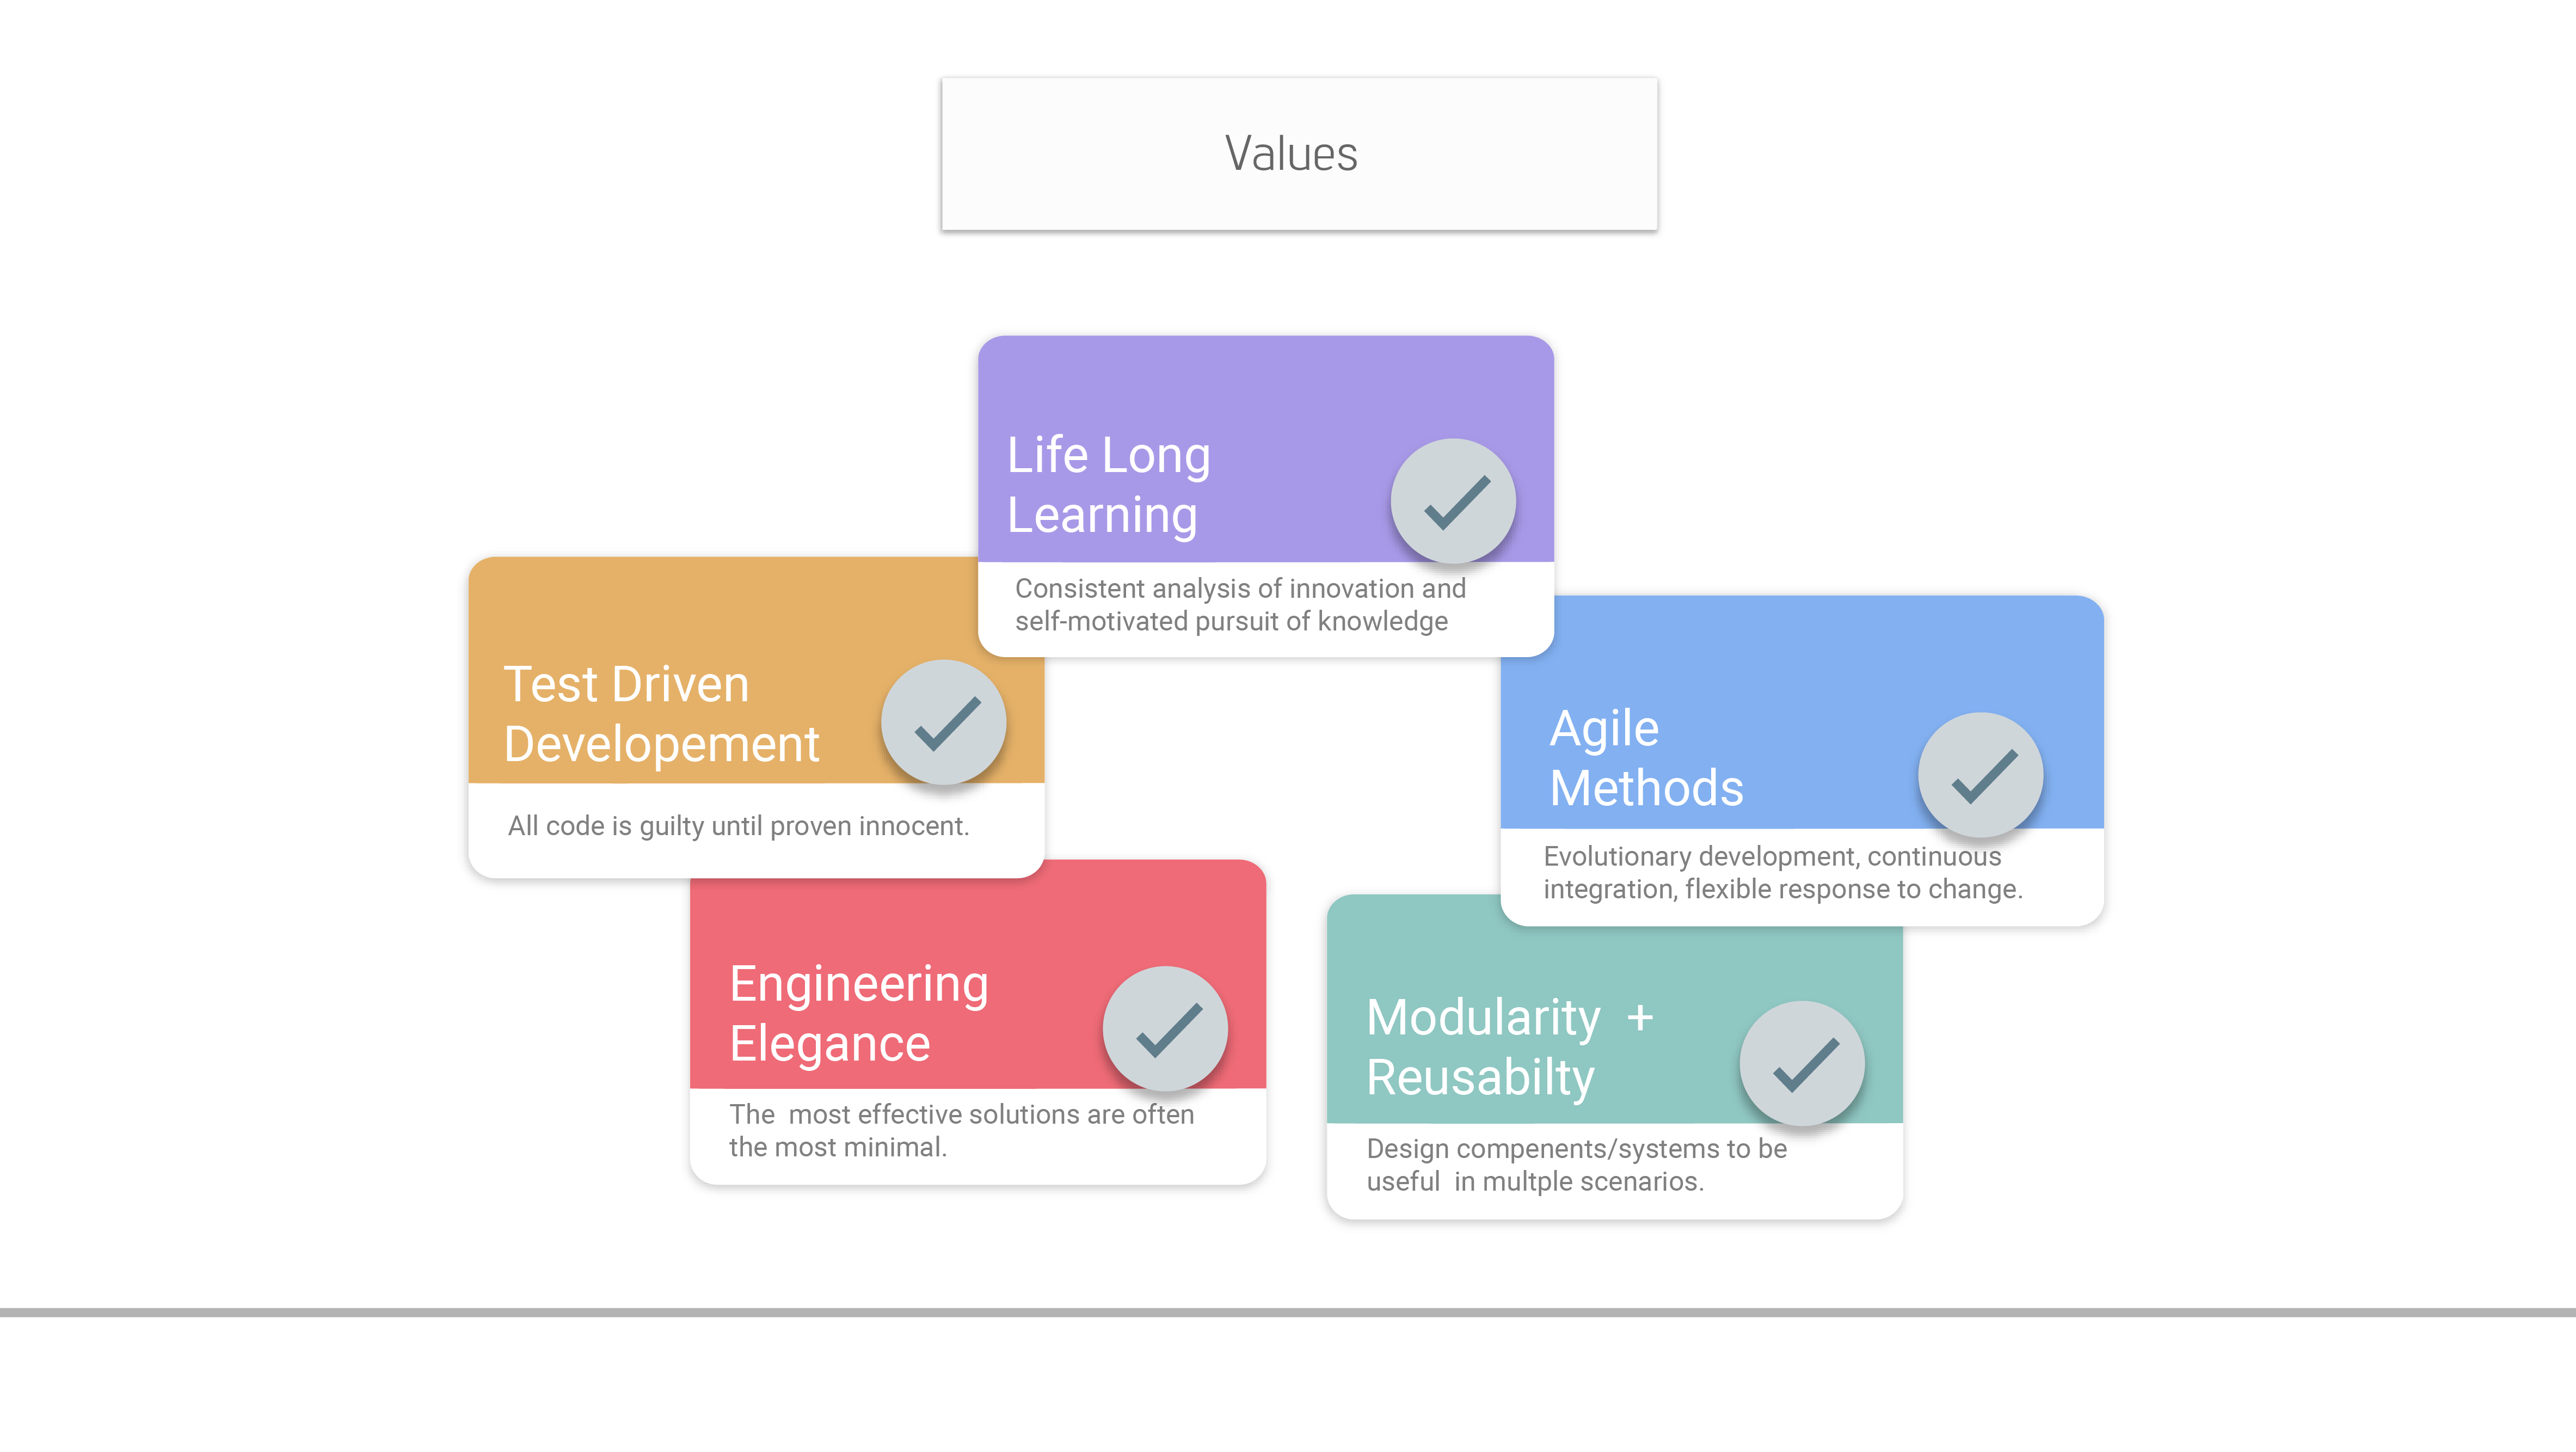 Values
Life Long
Learning
Consistent analysis of innovation and
self-motivated pursuit of knowledge
Test Driven
Developement
All code is guilty until proven innocent.
Agile
Methods
Evolutionary development, continuous
integration, flexible response to change.
Engineering
Elegance
The  most effective solutions are often
the most minimal.
Modularity  +
Reusabilty
Design compenents/systems to be
useful  in multple scenarios.